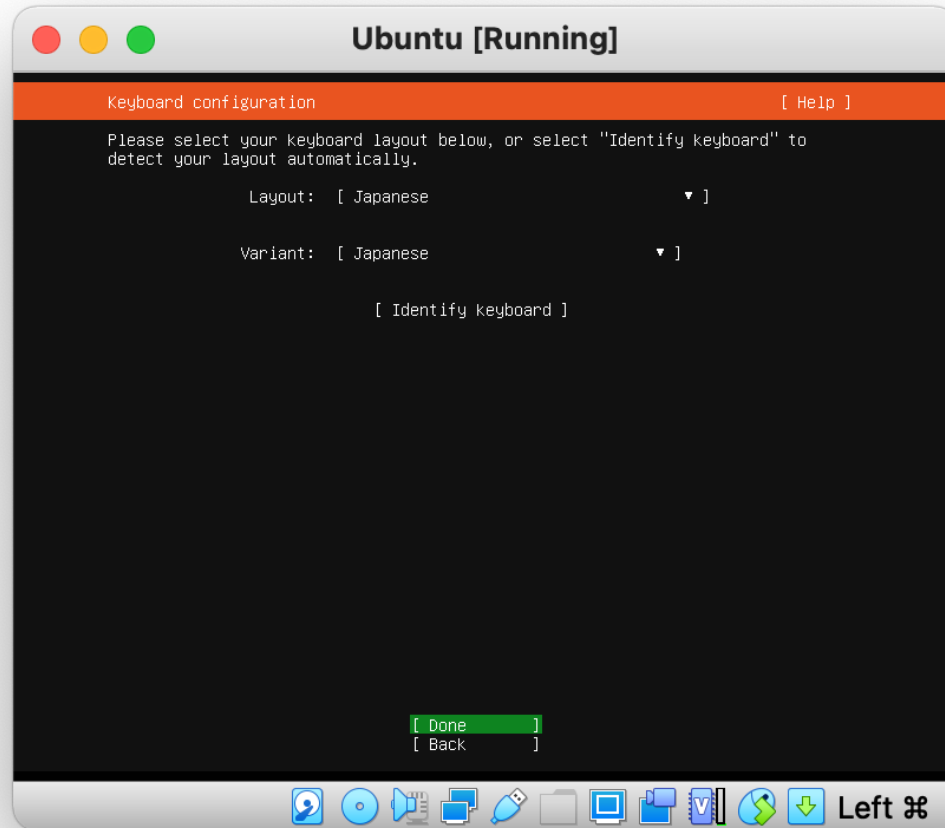 Ubuntu [Running]
Keyboard configuration [ Help ]
Please select your keyboard layout below, or select "Identify keyboard" to
detect your layout automatically.
Layout: [ Japanese ▾ ]
Variant: [ Japanese ▾ ]
[ Identify keyboard ]
[ Done ]
[ Back ]
Left ⌘